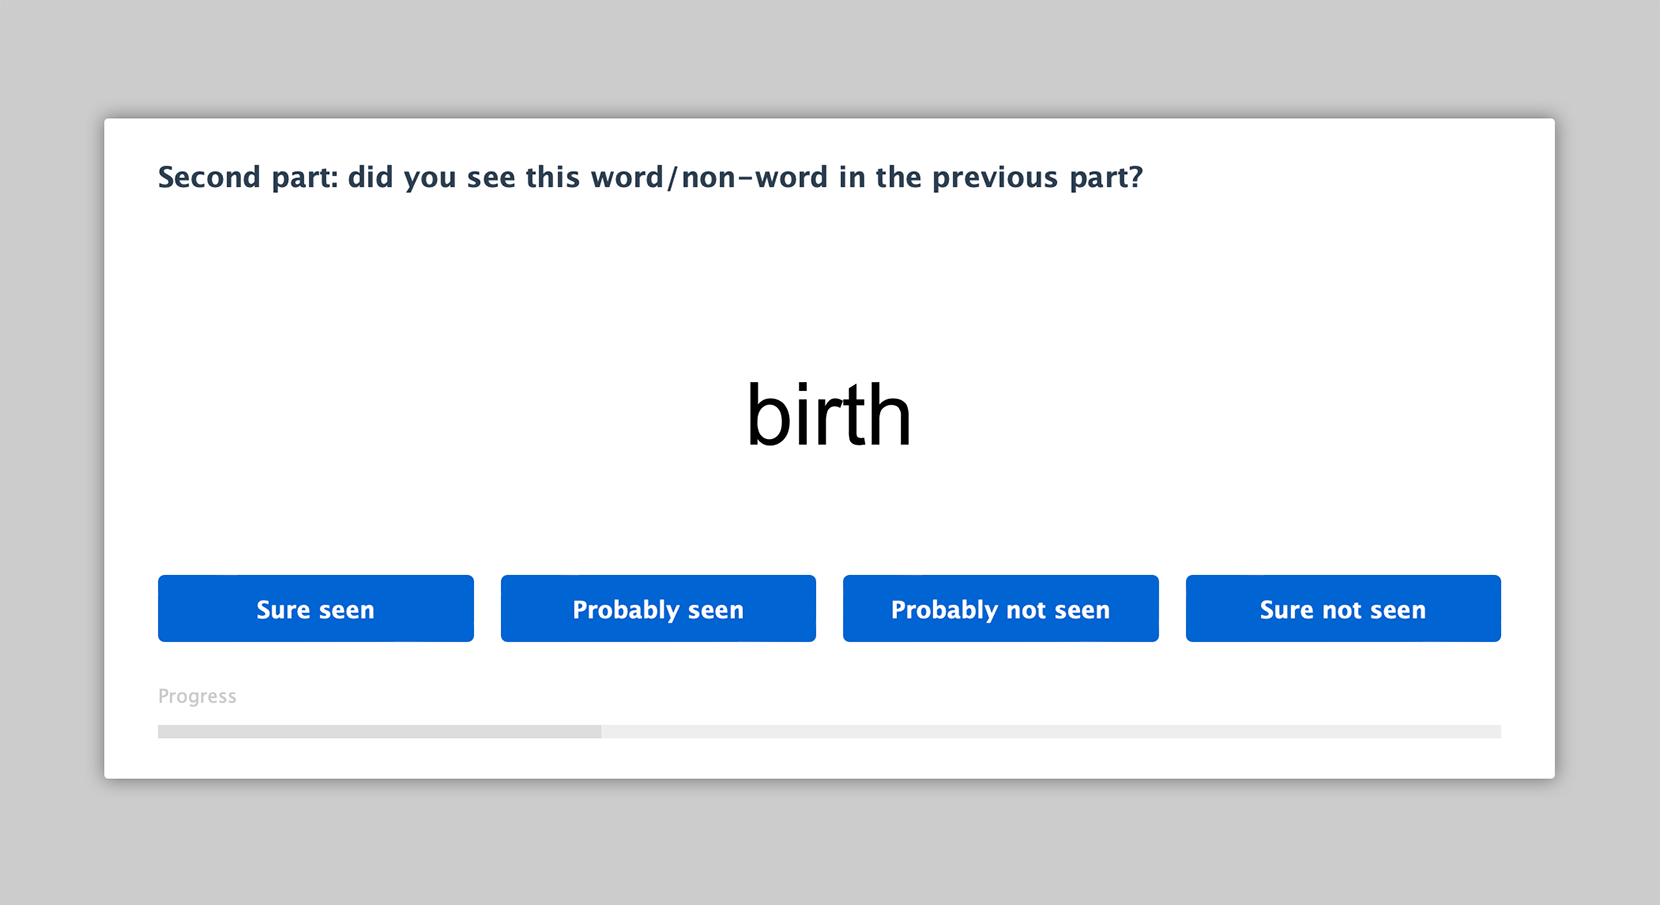 Second part: did you see this word/non-word in the previous part?
birth
Sure seen
Probably seen
Probably not seen
Sure not seen
Progress